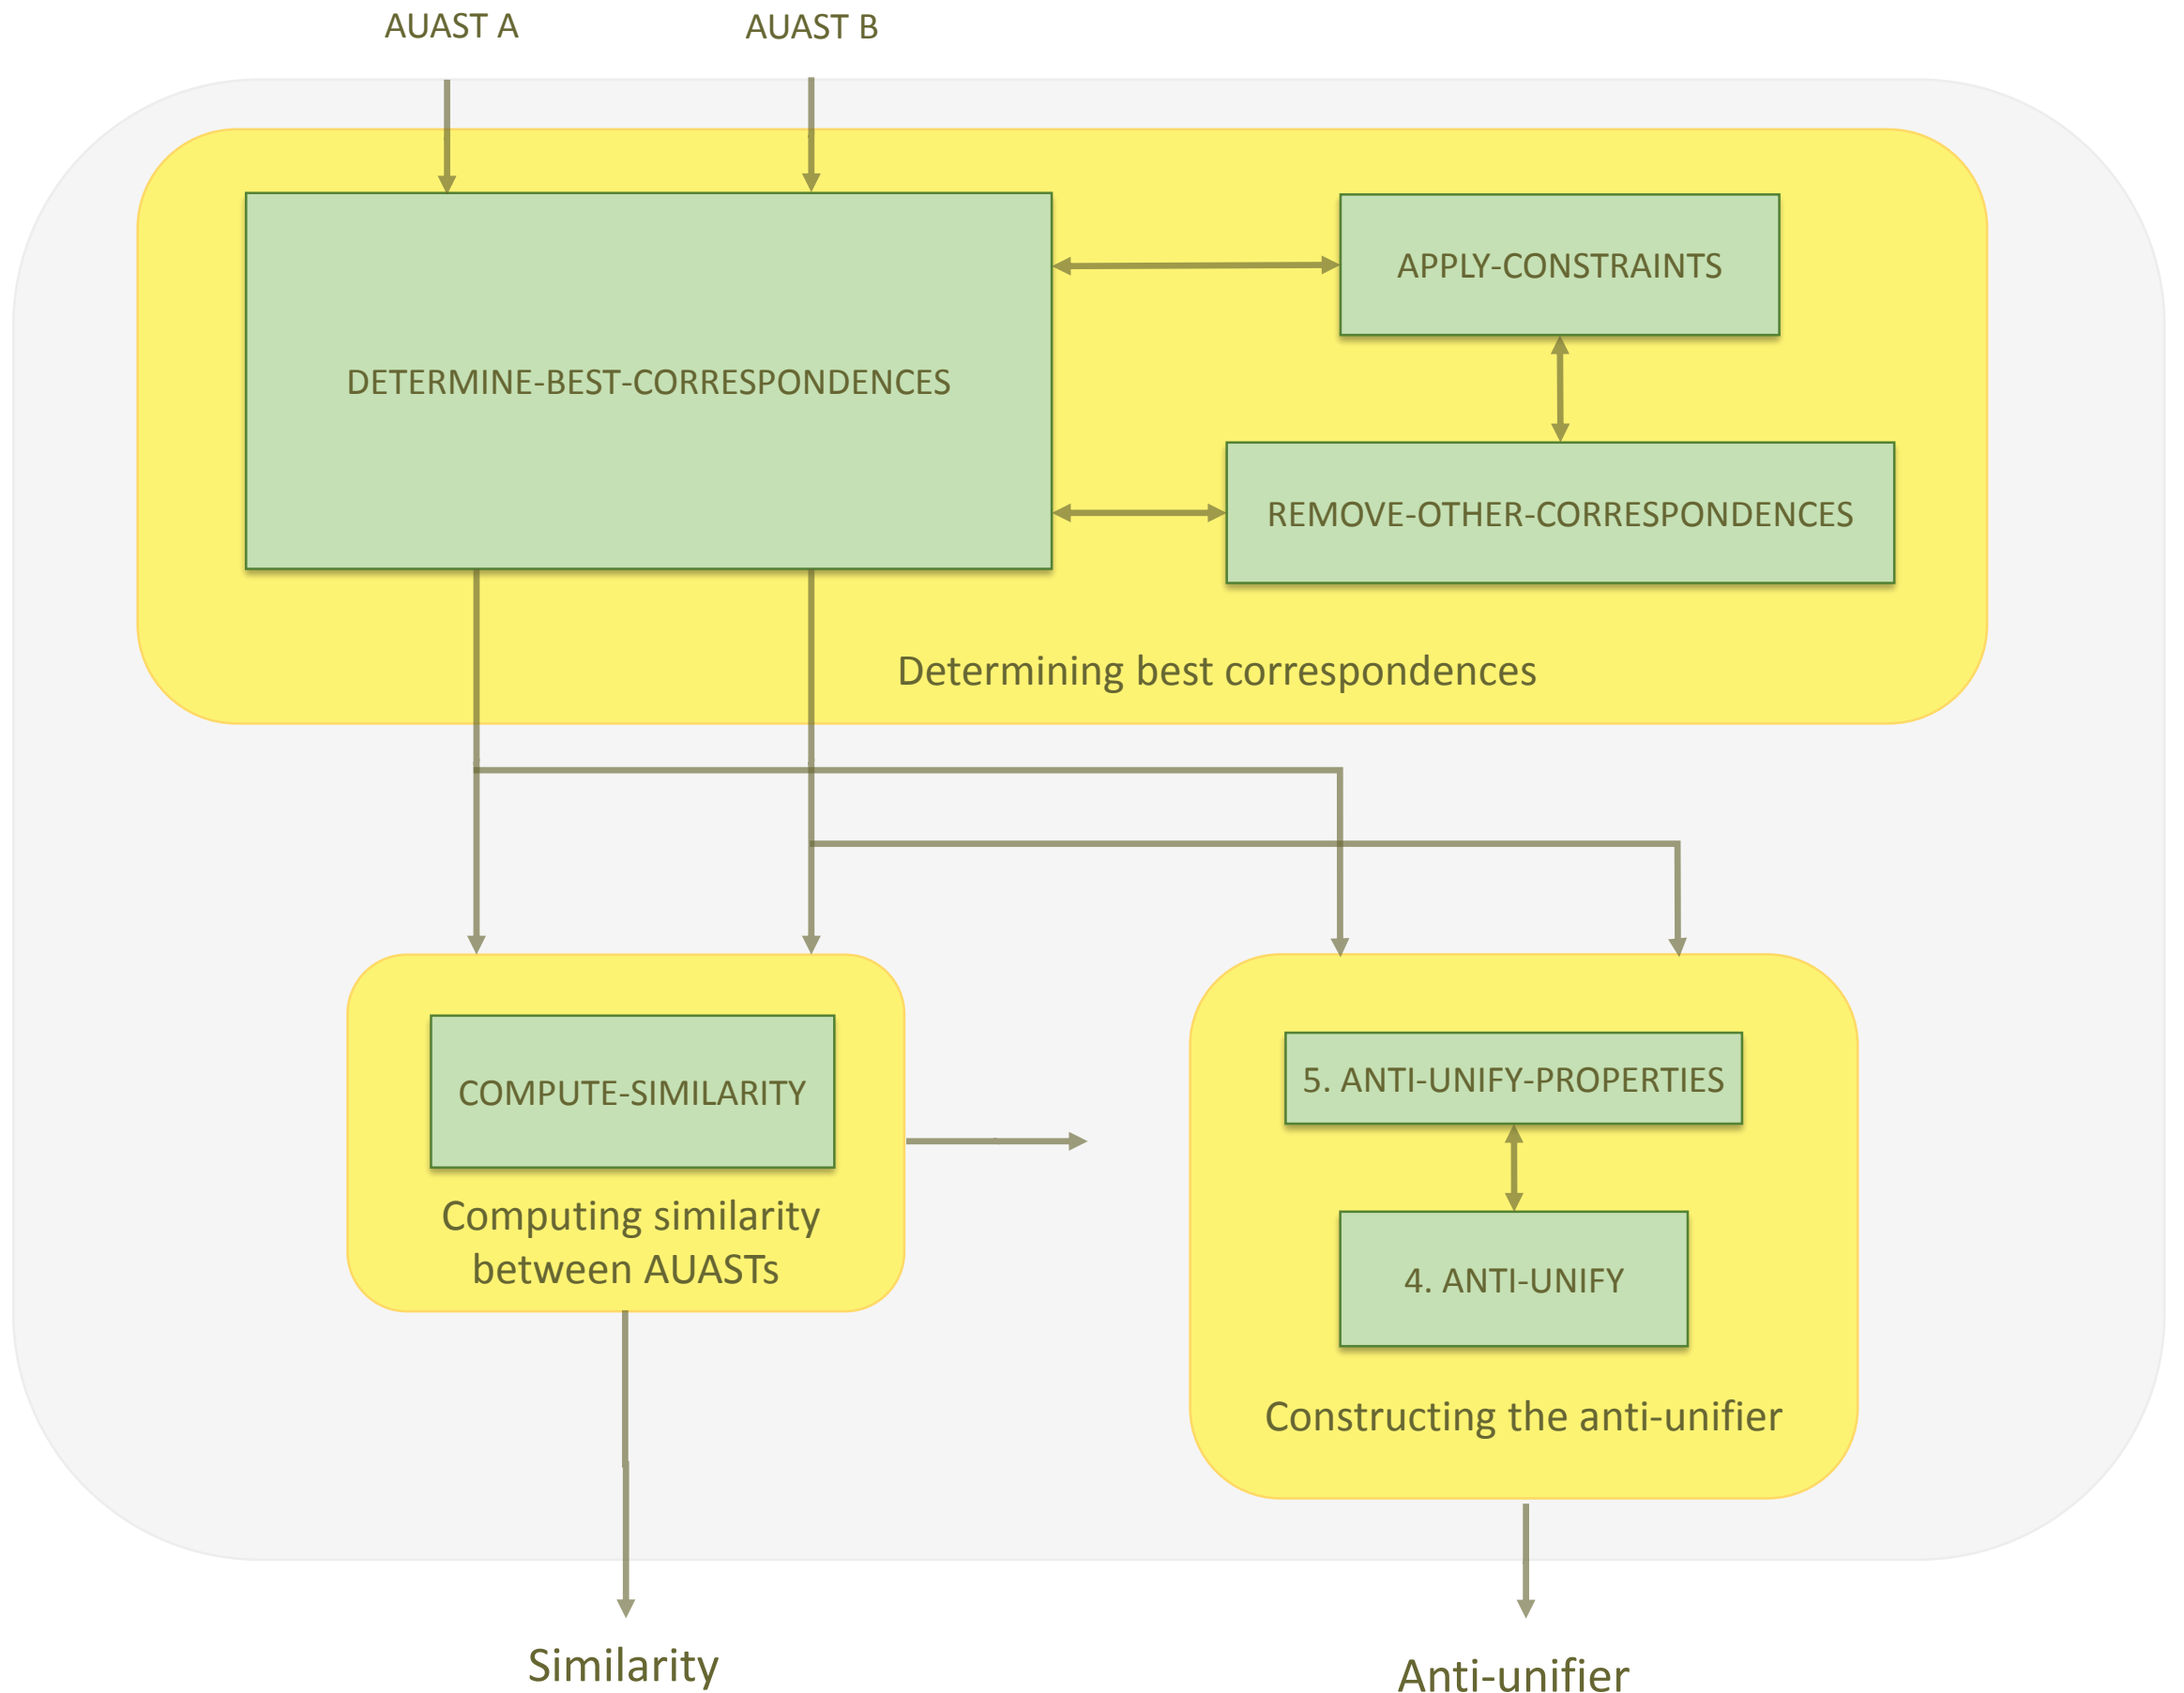 AUAST A
AUAST B
APPLY-CONSTRAINTS
DETERMINE-BEST-CORRESPONDENCES
REMOVE-OTHER-CORRESPONDENCES
Determining best correspondences
COMPUTE-SIMILARITY
Computing similarity
between AUASTs
5. ANTI-UNIFY-PROPERTIES
4. ANTI-UNIFY
Constructing the anti-unifier
Similarity
Anti-unifier